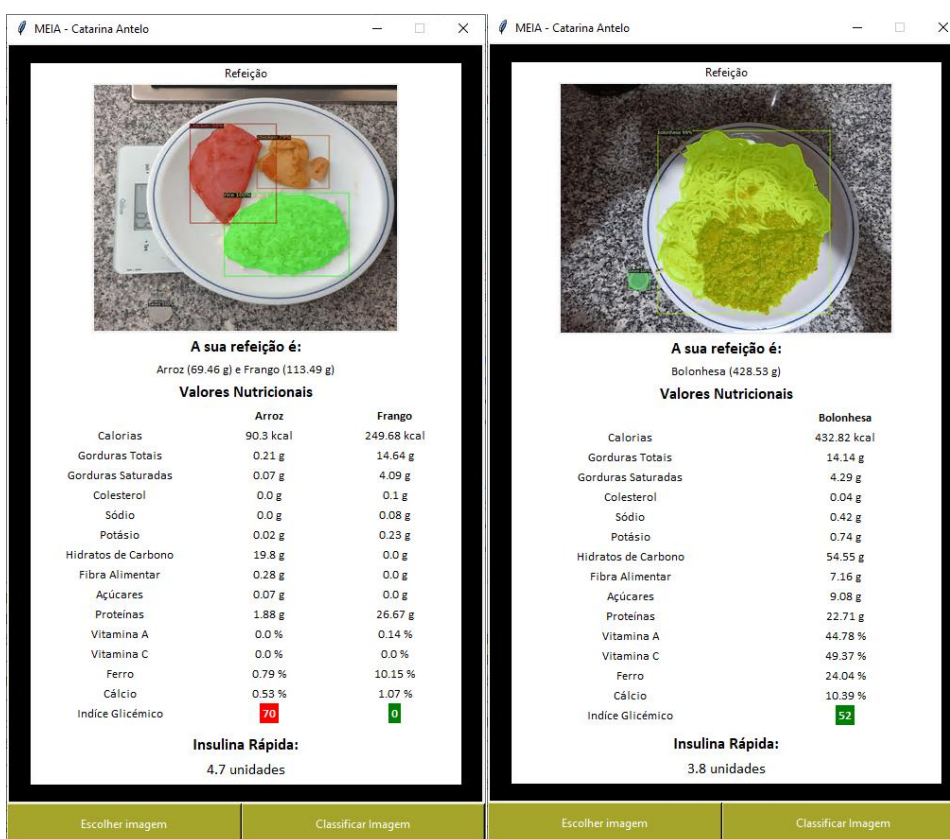 MEIA - Catarina Antelo
Refeição
rice 100%
A sua refeição é:
Arroz (69.46 g) e Frango (113.49 g)
Valores Nutricionais
Arroz Frango
Calorias 90.3 kcal 249.68 kcal
Gorduras Totais 0.21 g 14.64 g
Gorduras Saturadas 0.07 g 4.09 g
Colesterol 0.0 g 0.1 g
Sódio 0.0 g 0.08 g
Potásio 0.02 g 0.23 g
Hidratos de Carbono 19.8 g 0.0 g
Fibra Alimentar 0.28 g 0.0 g
Açúcares 0.07 g 0.0 g
Proteínas 1.88 g 26.67 g
Vitamina A 0.0 % 0.14 %
Vitamina C 0.0 % 0.0 %
Ferro 0.79 % 10.15 %
Cálcio 0.53 % 1.07 %
Indíce Glicémico 70 0
Insulina Rápida:
4.7 unidades
Escolher imagem Classificar Imagem
MEIA - Catarina Antelo
Refeição
A sua refeição é:
Bolonhesa (428.53 g)
Valores Nutricionais
Bolonhesa
Calorias 432.82 kcal
Gorduras Totais 14.14 g
Gorduras Saturadas 4.29 g
Colesterol 0.04 g
Sódio 0.42 g
Potásio 0.74 g
Hidratos de Carbono 54.55 g
Fibra Alimentar 7.16 g
Açúcares 9.08 g
Proteínas 22.71 g
Vitamina A 44.78 %
Vitamina C 49.37 %
Ferro 24.04 %
Cálcio 10.39 %
Indíce Glicémico 52
Insulina Rápida:
3.8 unidades
Escolher imagem Classificar Imagem